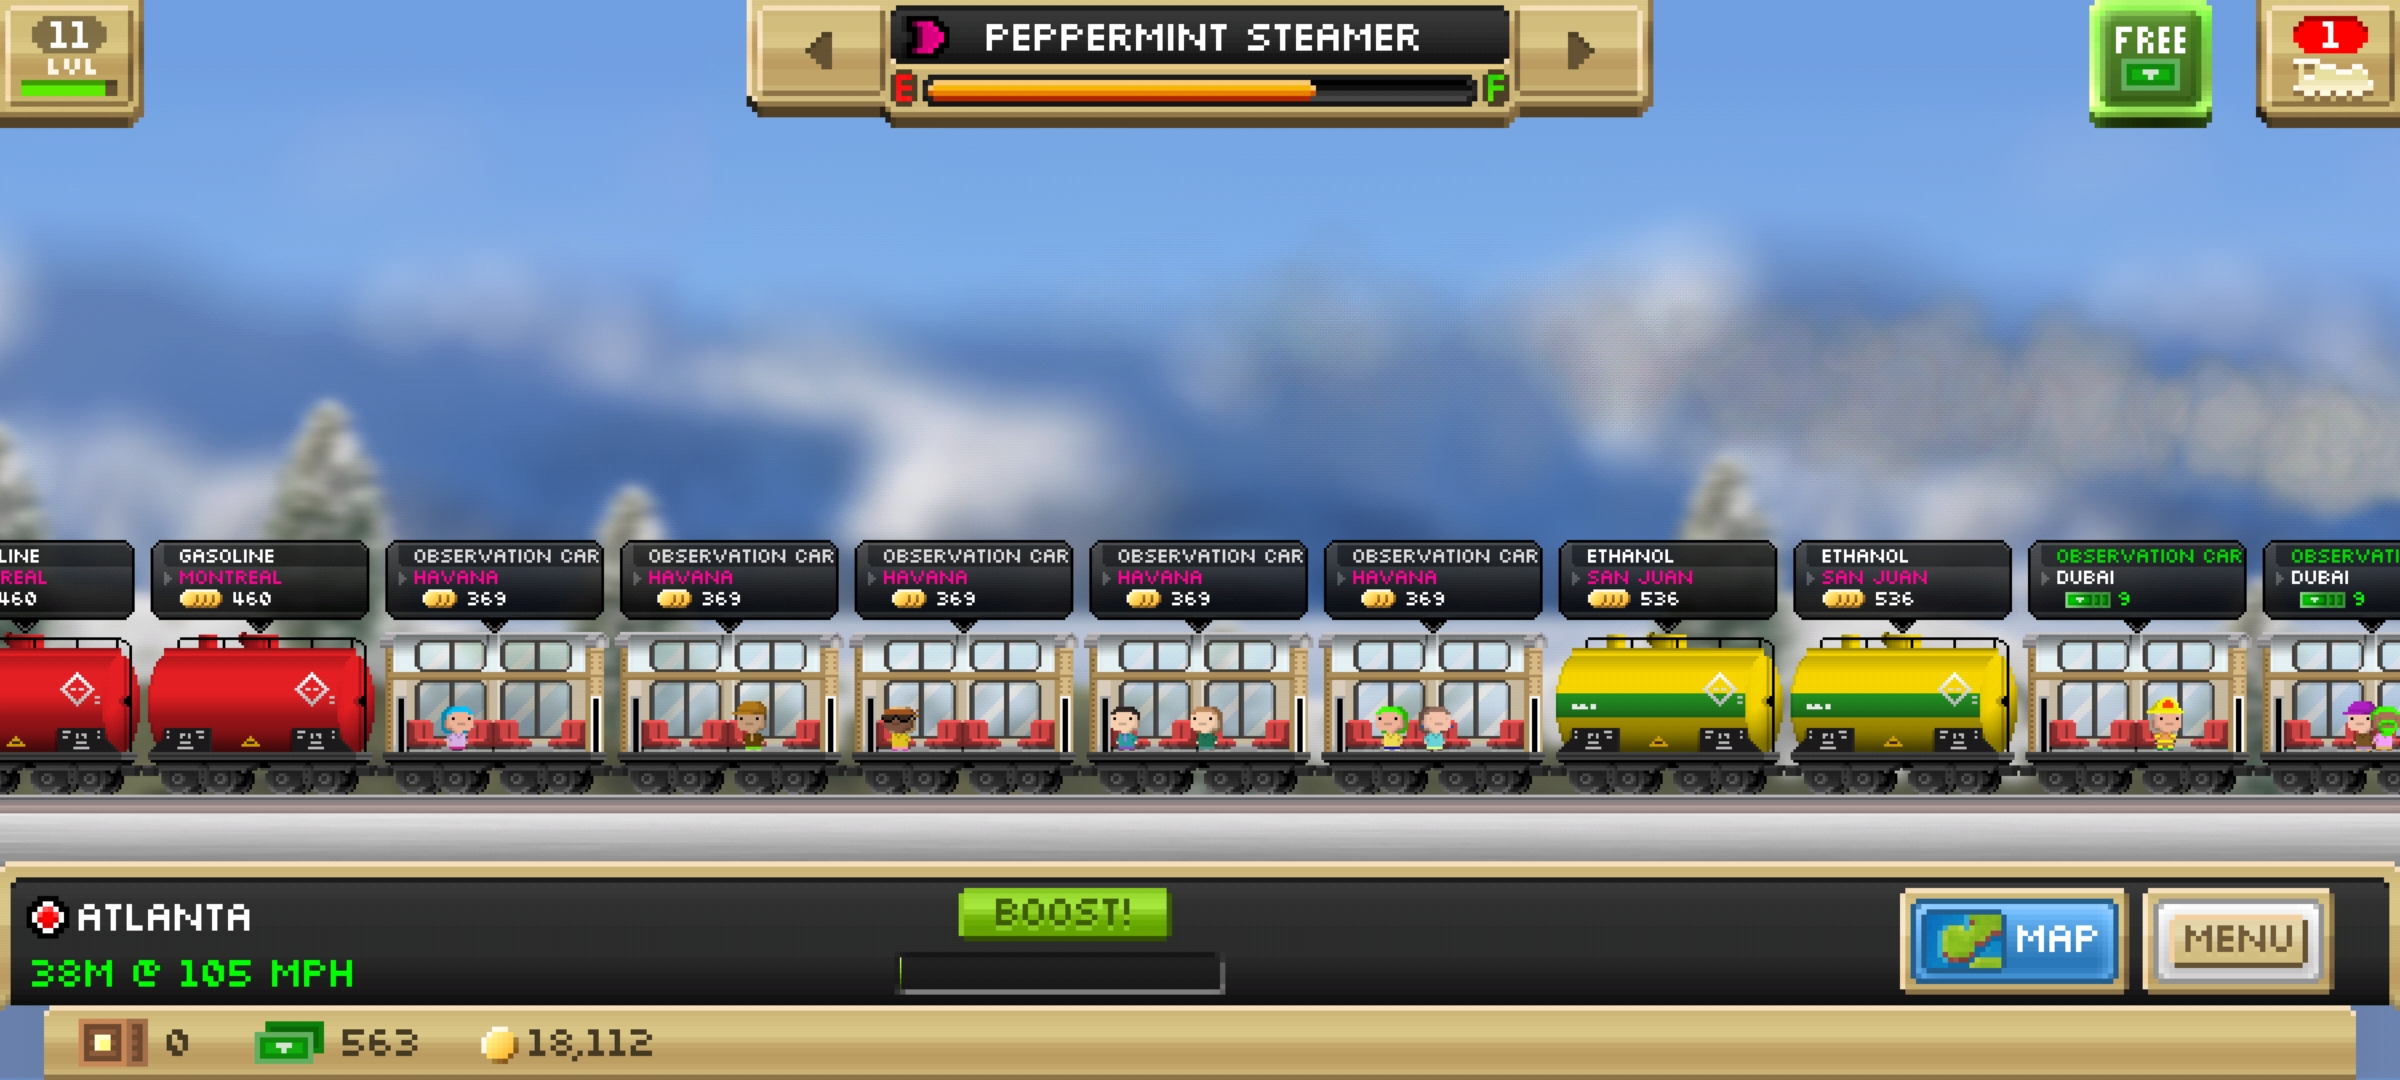 11
LVL
PEPPERMINT STEAMER
E
F
FREE
1
LINE
REAL
460
GASOLINE
MONTREAL
460
OBSERVATION CAR
HAVANA
369
OBSERVATION CAR
HAVANA
369
OBSERVATION CAR
HAVANA
369
OBSERVATION CAR
HAVANA
369
OBSERVATION CAR
HAVANA
369
ETHANOL
SAN JUAN
536
ETHANOL
SAN JUAN
536
OBSERVATION CAR
DUBAI
9
OBSERVATI
DUBAI
9
ATLANTA
38M @ 105 MPH
BOOST!
MAP
MENU
0
563
18,112